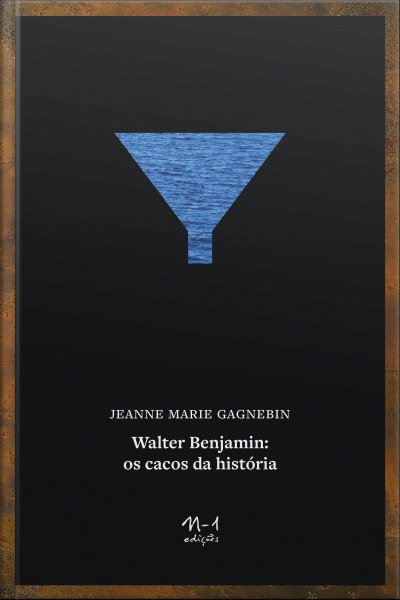 JEANNE MARIE GAGNEBIN
Walter Benjamin:
os cacos da história
n-1
edições